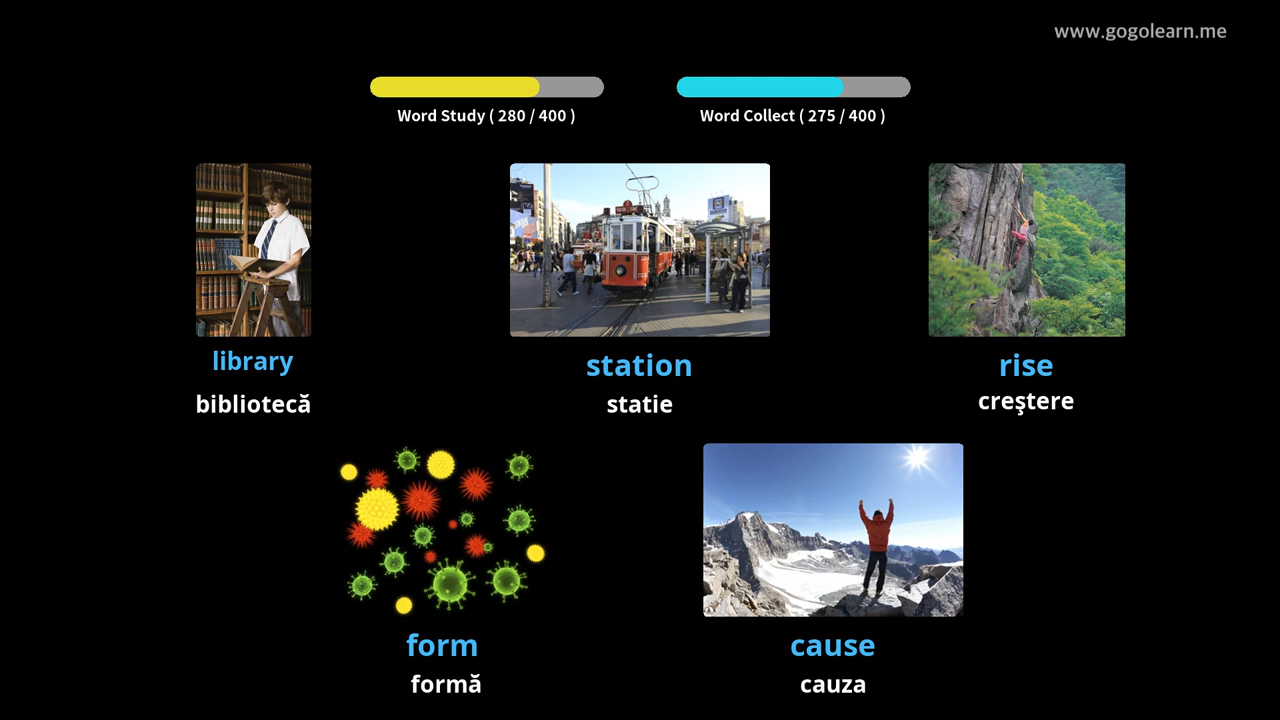 www.gogolearn.me
Word Study ( 280 / 400 )
Word Collect ( 275 / 400 )
library
station
rise
bibliotecă
statie
creştere
form
cause
formă
cauza